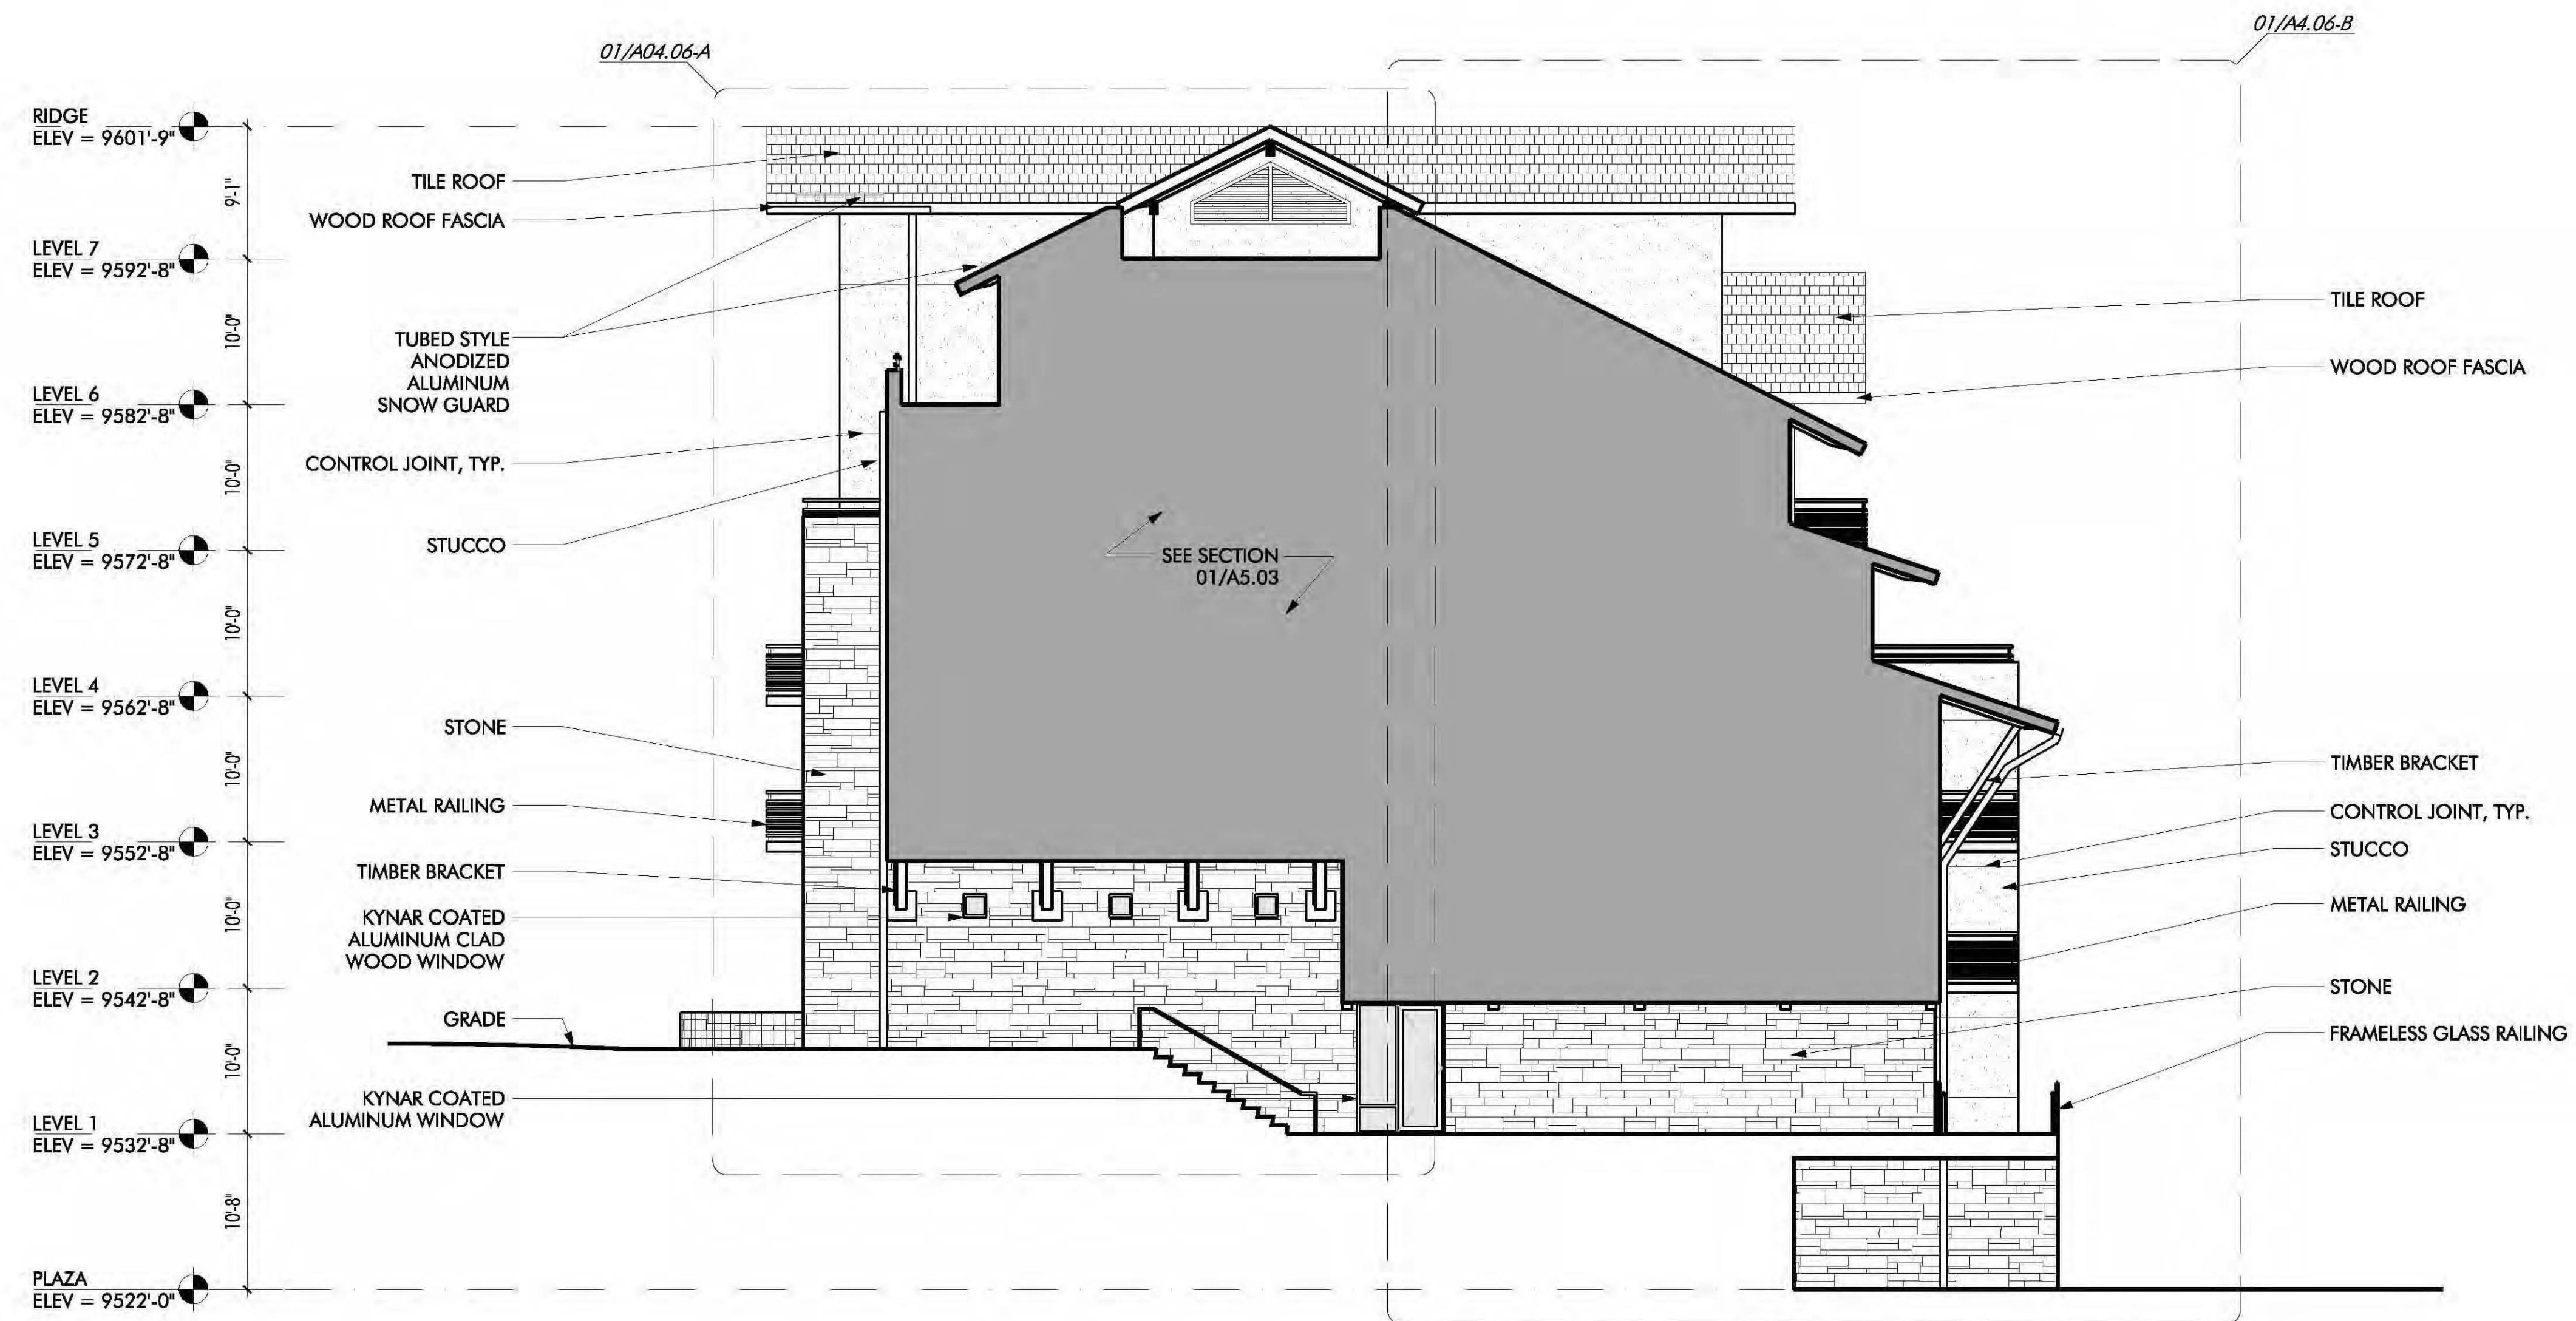 01/A04.06-A
01/A4.06-B
RIDGE
ELEV = 9601'-9"
9'-1"
LEVEL 7
ELEV = 9592'-8"
10'-0"
LEVEL 6
ELEV = 9582'-8"
10'-0"
LEVEL 5
ELEV = 9572'-8"
10'-0"
LEVEL 4
ELEV = 9562'-8"
10'-0"
LEVEL 3
ELEV = 9552'-8"
10'-0"
LEVEL 2
ELEV = 9542'-8"
10'-0"
LEVEL 1
ELEV = 9532'-8"
10'-8"
PLAZA
ELEV = 9522'-0"
TILE ROOF
WOOD ROOF FASCIA
TUBED STYLE
ANODIZED
ALUMINUM
SNOW GUARD
CONTROL JOINT, TYP.
STUCCO
STONE
METAL RAILING
TIMBER BRACKET
KYNAR COATED
ALUMINUM CLAD
WOOD WINDOW
GRADE
KYNAR COATED
ALUMINUM WINDOW
SEE SECTION
01/A5.03
TILE ROOF
WOOD ROOF FASCIA
TIMBER BRACKET
CONTROL JOINT, TYP.
STUCCO
METAL RAILING
STONE
FRAMELESS GLASS RAILING